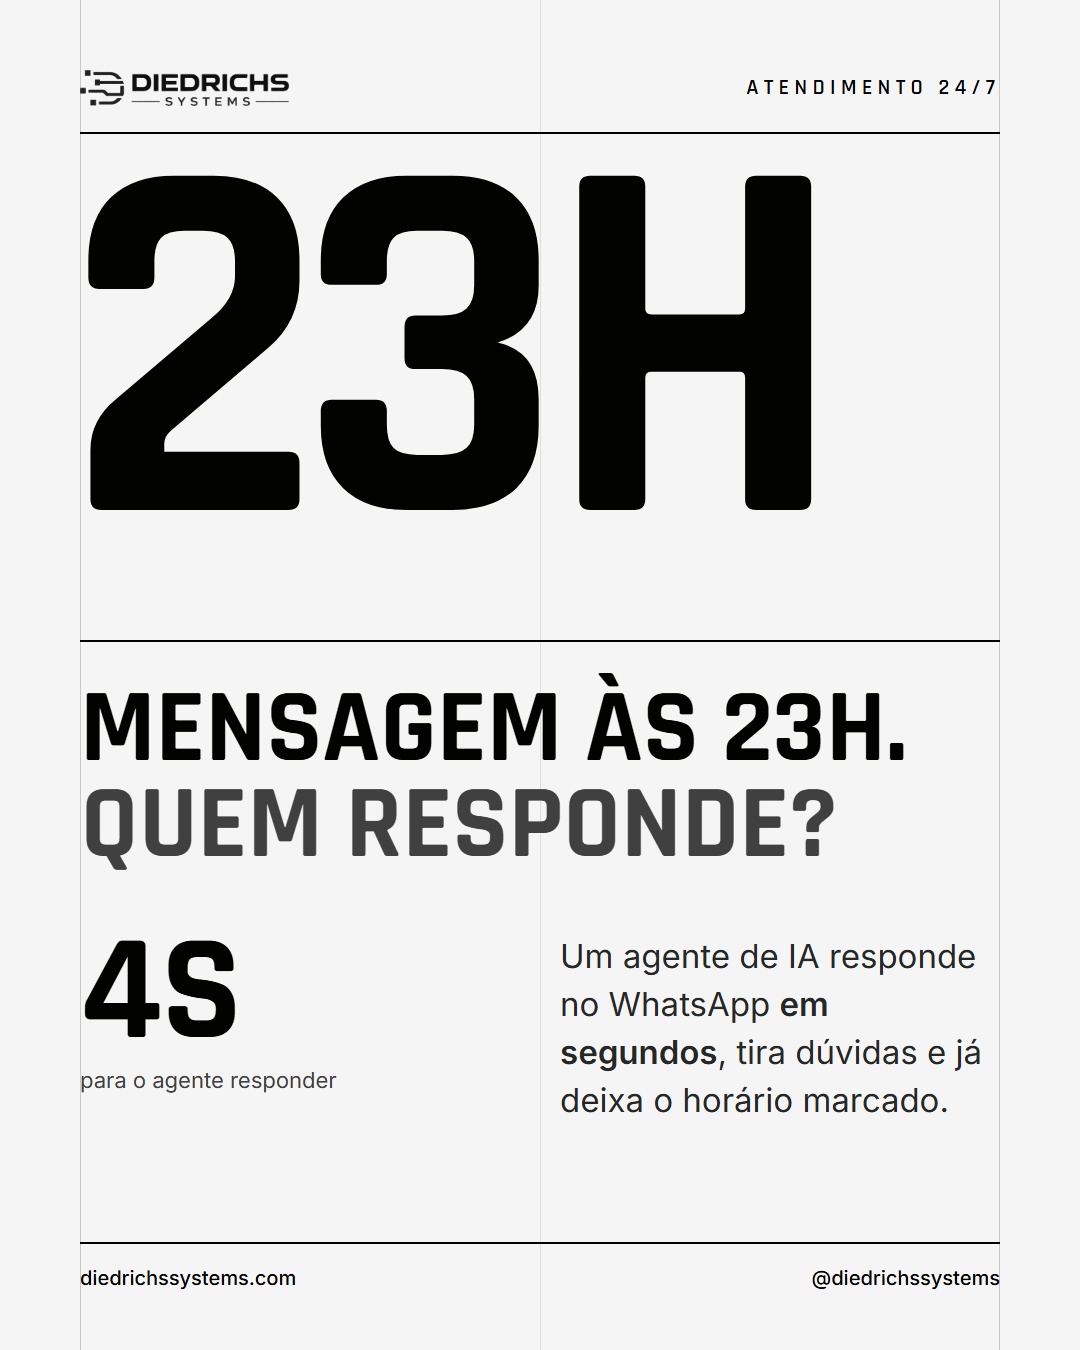 DIEDRICHS
SYSTEMS
ATENDIMENTO 24/7
23H
MENSAGEM ÀS 23H.
QUEM RESPONDE?
4S
para o agente responder
Um agente de IA responde
no WhatsApp em
segundos, tira dúvidas e já
deixa o horário marcado.
diedrichssystems.com
@diedrichssystems